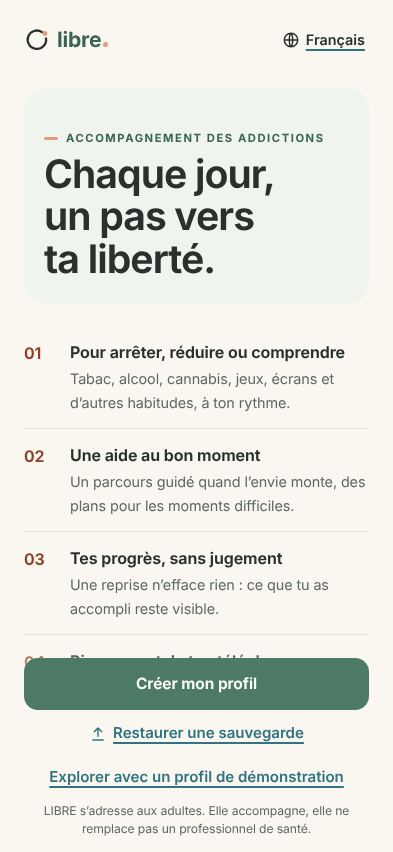 libre.
Français
ACCOMPAGNEMENT DES ADDICTIONS
Chaque jour,
un pas vers
ta liberté.
01
Pour arrêter, réduire ou comprendre
Tabac, alcool, cannabis, jeux, écrans et
d’autres habitudes, à ton rythme.
02
Une aide au bon moment
Un parcours guidé quand l’envie monte, des
plans pour les moments difficiles.
03
Tes progrès, sans jugement
Une reprise n’efface rien : ce que tu as
accompli reste visible.
Créer mon profil
Restaurer une sauvegarde
Explorer avec un profil de démonstration
LIBRE s’adresse aux adultes. Elle accompagne, elle ne
remplace pas un professionnel de santé.